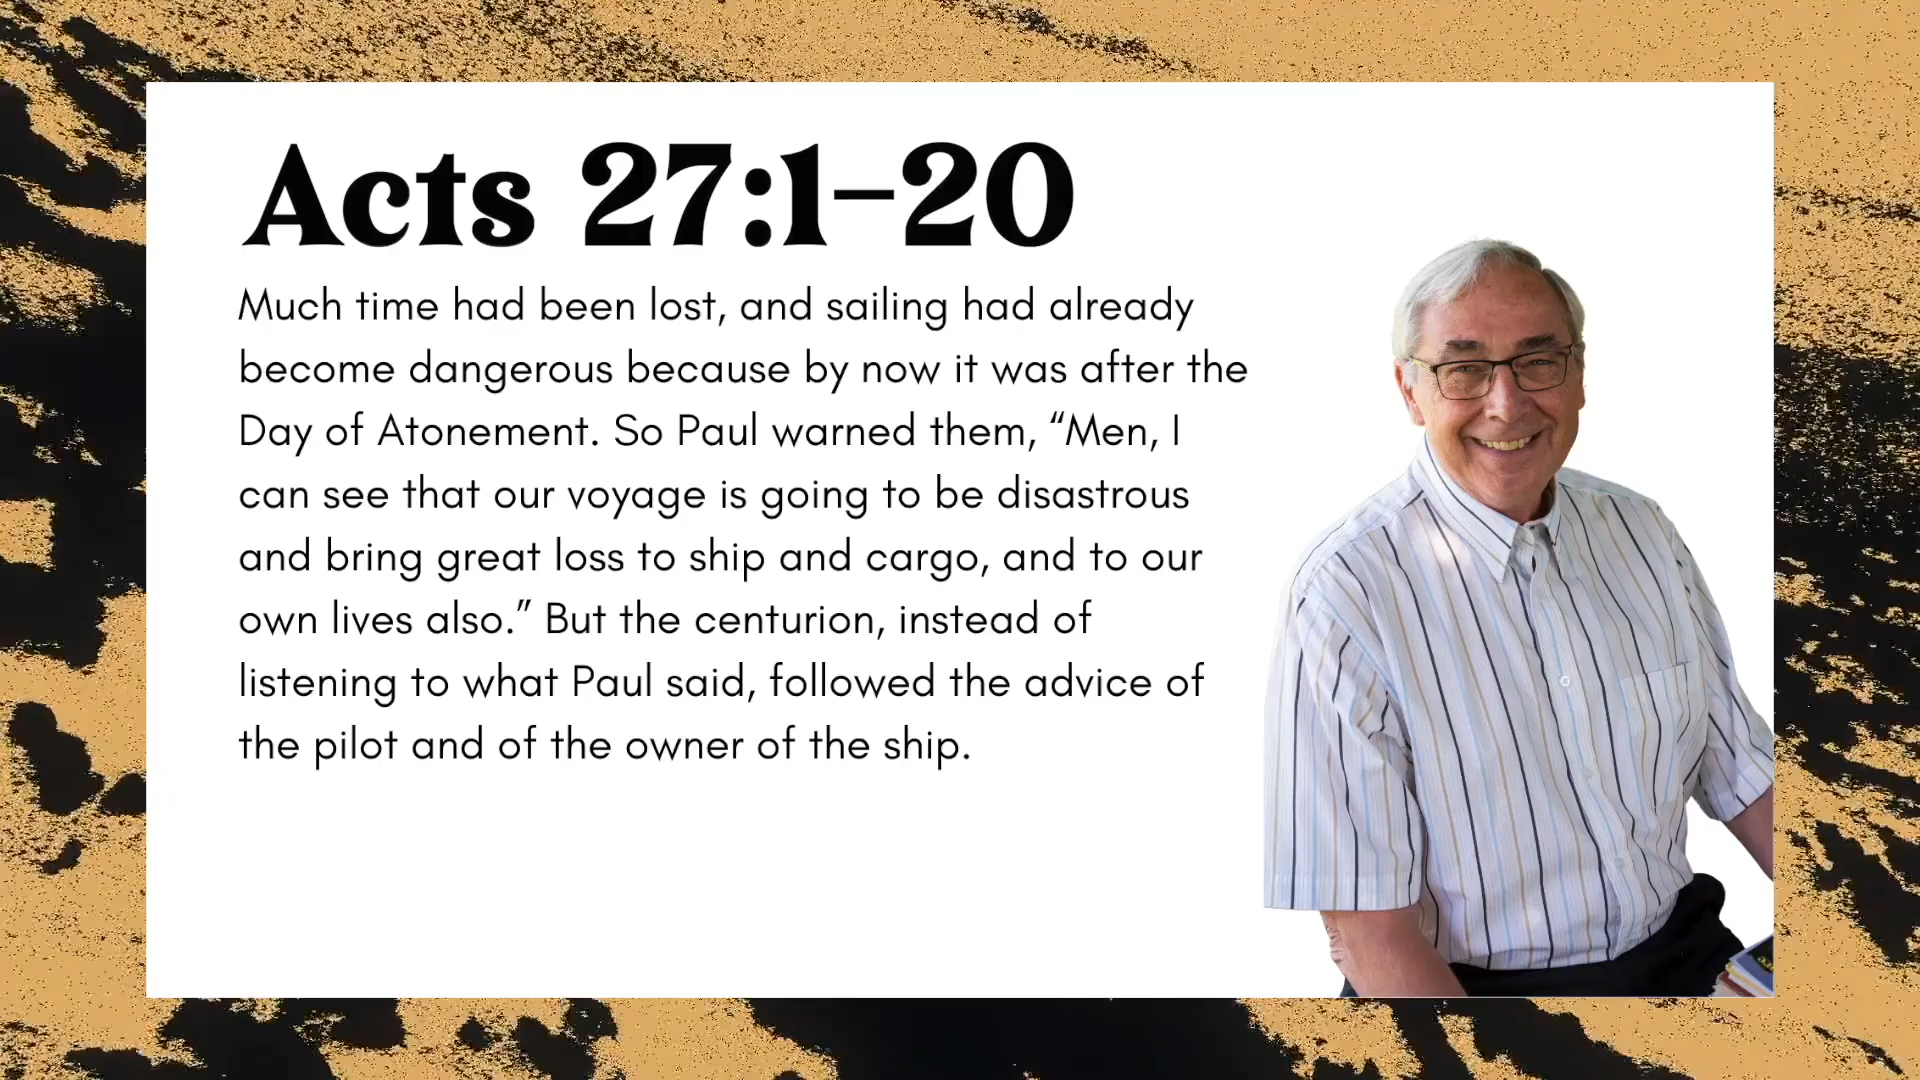 Acts 27:1–20
Much time had been lost, and sailing had already
become dangerous because by now it was after the
Day of Atonement. So Paul warned them, “Men, I
can see that our voyage is going to be disastrous
and bring great loss to ship and cargo, and to our
own lives also.” But the centurion, instead of
listening to what Paul said, followed the advice of
the pilot and of the owner of the ship.